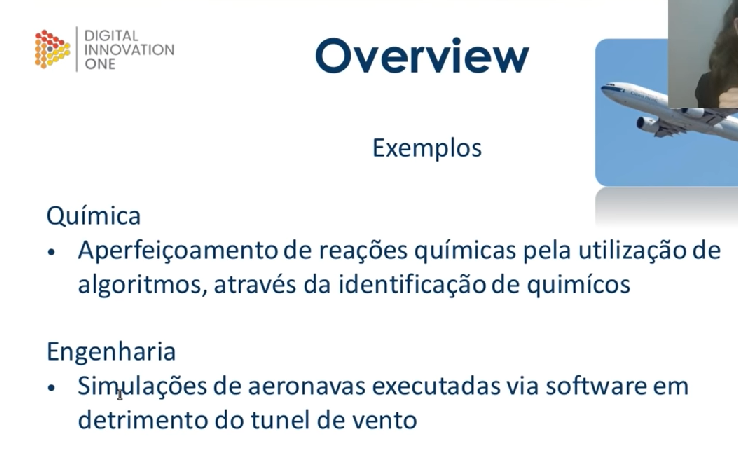 DIGITAL
INNOVATION
ONE
Overview
Exemplos
Química
• Aperfeiçoamento de reações químicas pela utilização de
algoritmos, através da identificação de quimícos
Engenharia
• Simulações de aeronavas executadas via software em
detrimento do tunel de vento